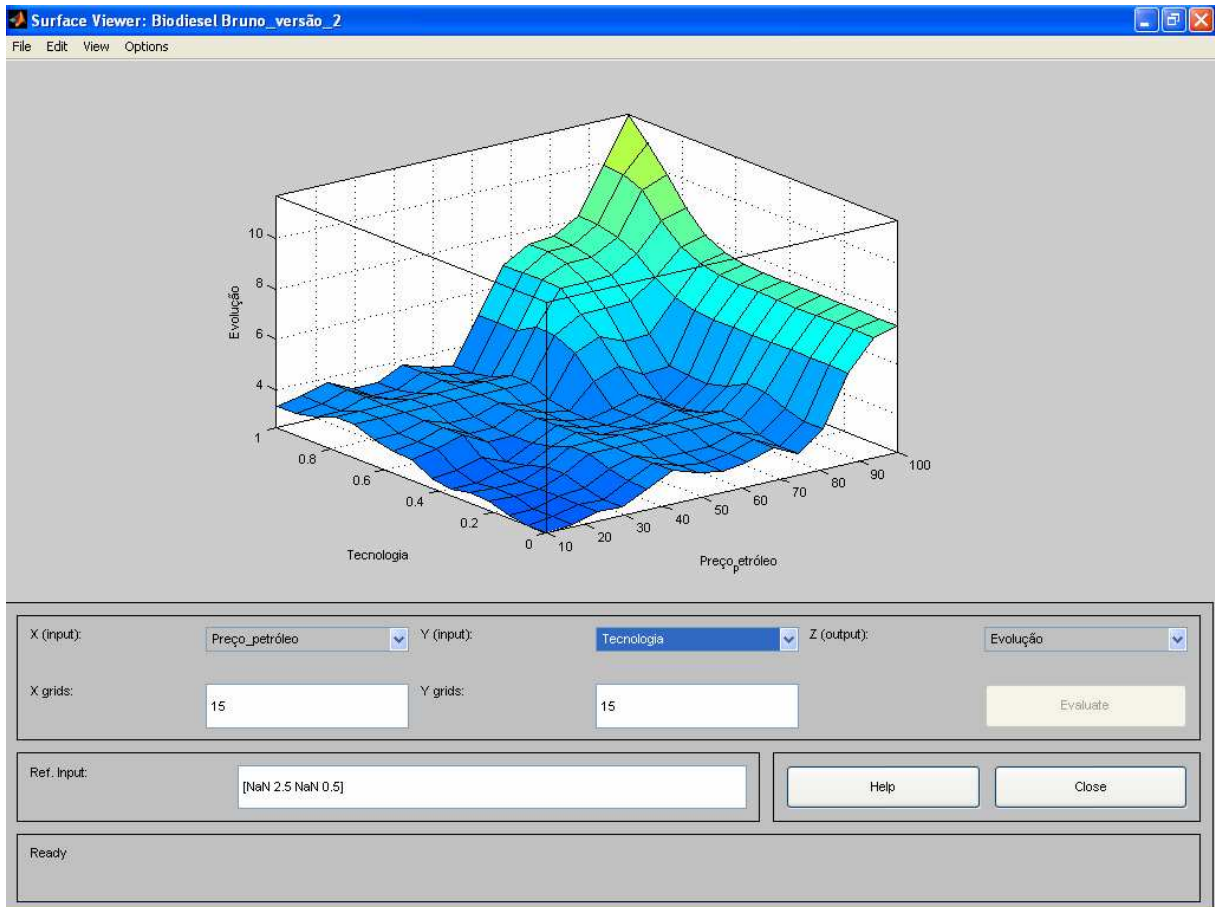 Surface Viewer: Biodiesel Bruno_versão_2
File Edit View Options
10
8
6
4
Evolução
1
0.8
0.6
0.4
0.2
0
Tecnologia
10
20
30
40
50
60
70
80
90
100
Preço_petróleo
X (input):
Preço_petróleo
Y (input):
Tecnologia
Z (output):
Evolução
X grids:
15
Y grids:
15
Evaluate
Ref. Input:
[NaN 2.5 NaN 0.5]
Help
Close
Ready